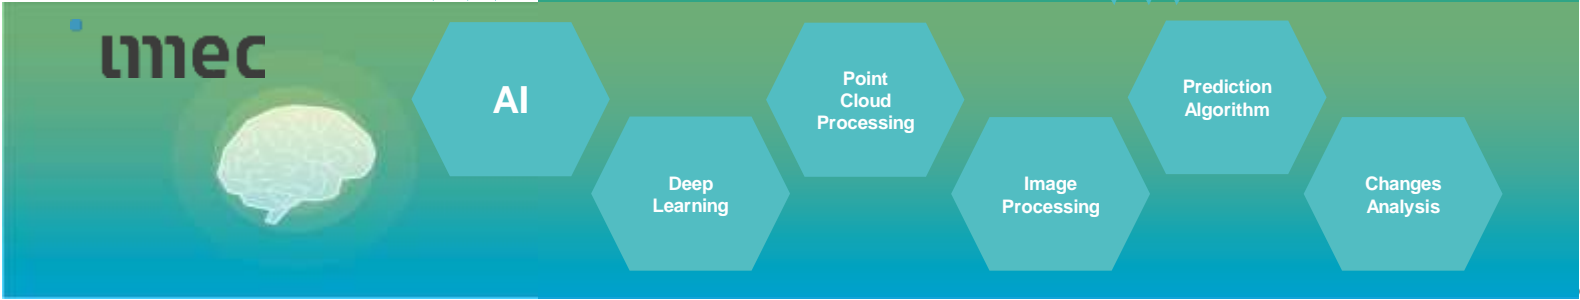 imec
AI
Deep
Learning
Point
Cloud
Processing
Image
Processing
Prediction
Algorithm
Changes
Analysis